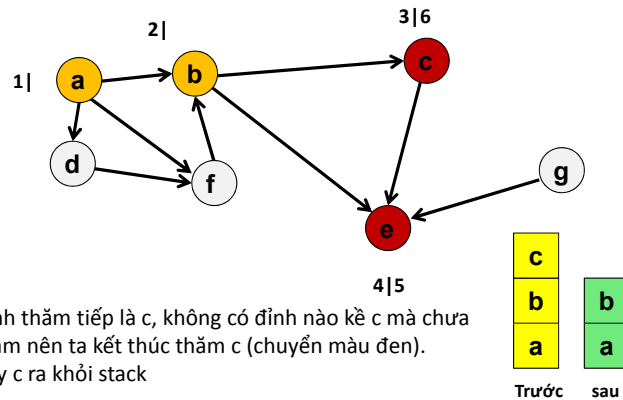 3|6
2|
c
1|
a
b
d
f
g
e
c
4|5
b
b
nh thăm tiếp là c, không có đỉnh nào kề c mà chưa
a
a
ăm nên ta kết thúc thăm c (chuyển màu đen).
y c ra khỏi stack
Trước
sau